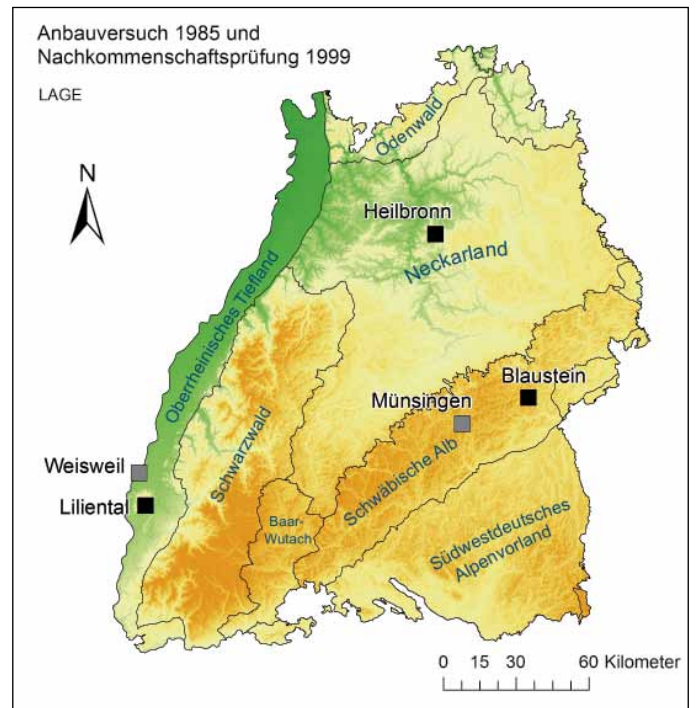 Anbauversuch 1985 und
Nachkommenschaftsprüfung 1999
LAGE
N
Odenwald
Heilbronn
Neckarland
Oberrheinisches Tiefland
Blaustein
Münsingen
Schwarzwald
Schwäbische Alb
Weisweil
Liliental
Baar-
Wutach
Südwestdeutsches
Alpenvorland
0 15 30 60 Kilometer